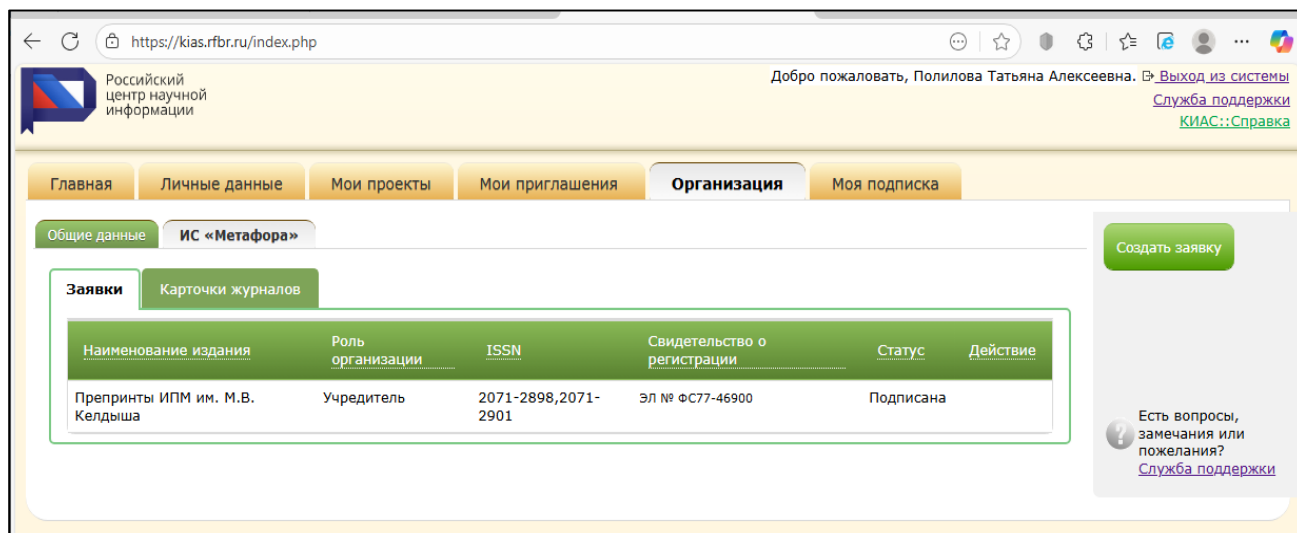 https://kias.rfbr.ru/index.php
Российский
центр научной
информации
Добро пожаловать, Полилова Татьяна Алексеевна. Выход из системы
Служба поддержки
КИАС::Справка
Главная Личные данные Мои проекты Мои приглашения Организация Моя подписка
Общие данные ИС «Метафора»
Создать заявку
Заявки Карточки журналов
Наименование издания Роль организации ISSN Свидетельство о регистрации Статус Действие
Препринты ИПМ им. М.В. Учредитель 2071-2898,2071- ЭЛ № ФС77-46900 Подписана
Келдыша 2901
Есть вопросы,
замечания или
пожелания?
Служба поддержки